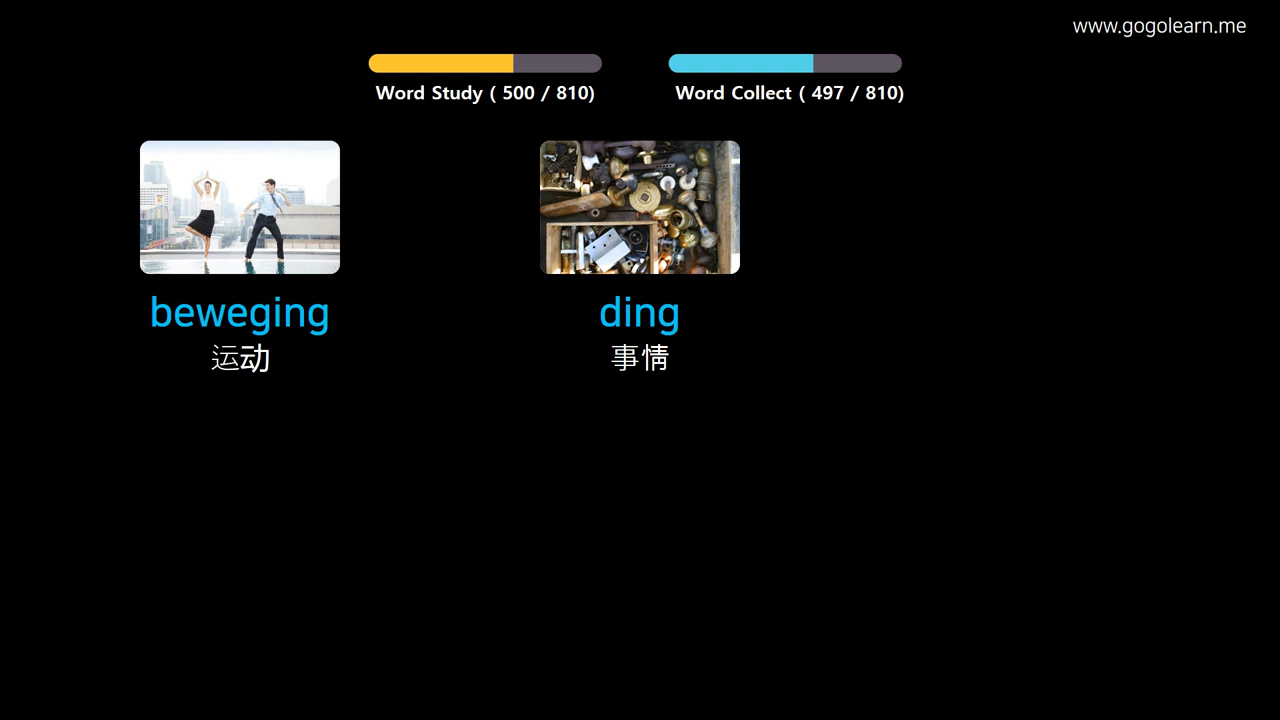 www.gogolearn.me
Word Study ( 500 / 810)
Word Collect ( 497 / 810)
beweging
运动
ding
事情